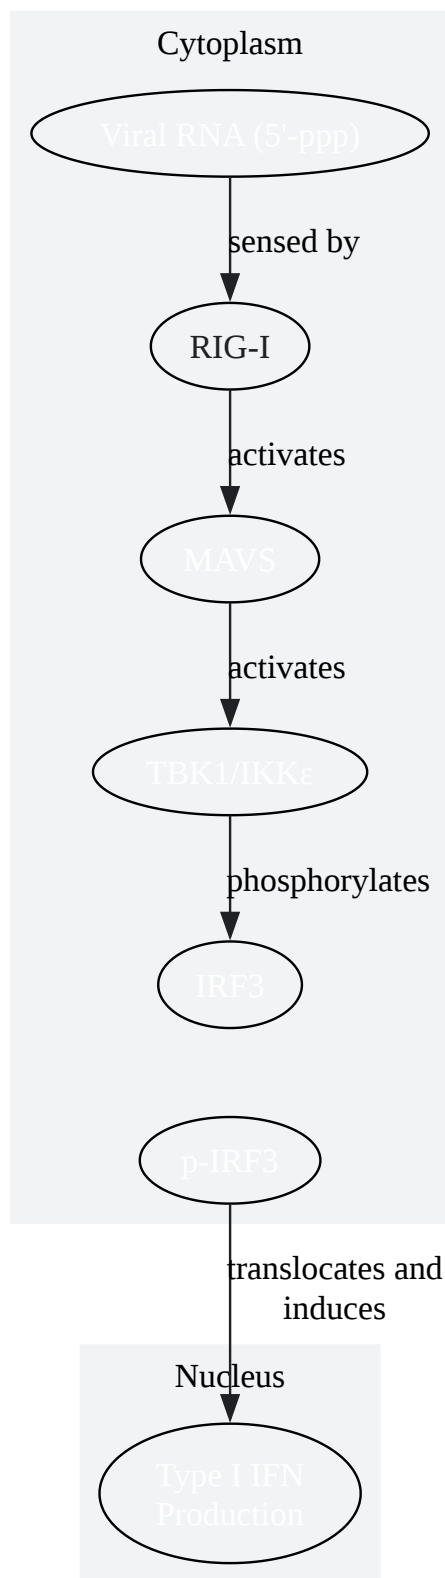 Cytoplasm
Viral RNA (5'-ppp)
sensed by
RIG-I
activates
MAVS
activates
TBK1/IKKε
phosphorylates
IRF3
p-IRF3
translocates and
induces
Nucleus
Type I IFN
Production